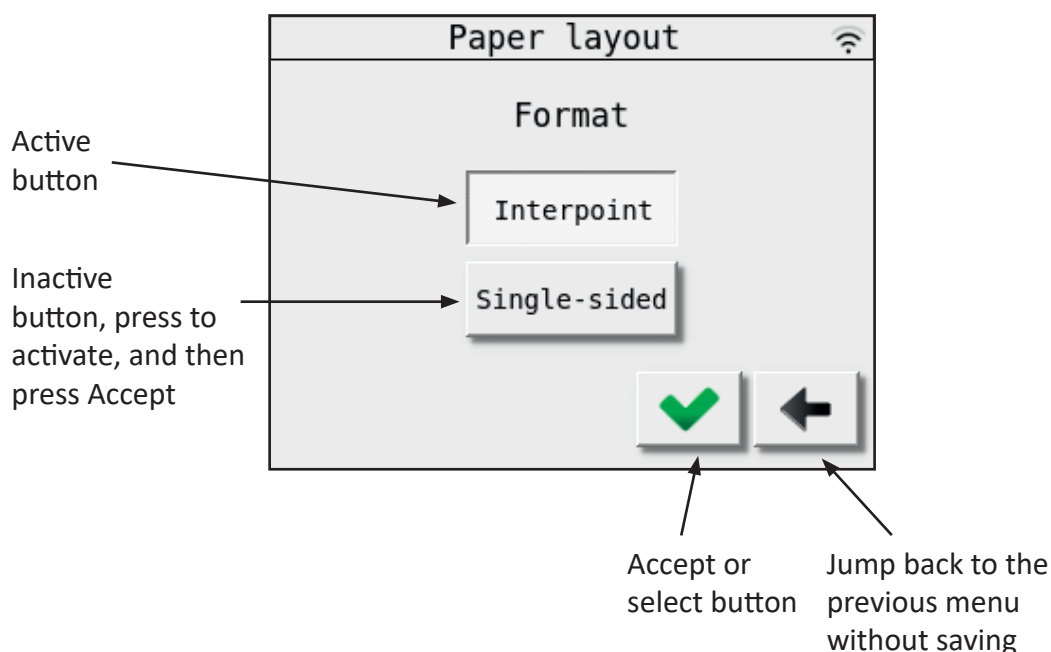 Paper layout
Format
Active
button
Interpoint
Inactive
button, press to
activate, and then
press Accept
Single-sided
Accept or
select button
Jump back to the
previous menu
without saving